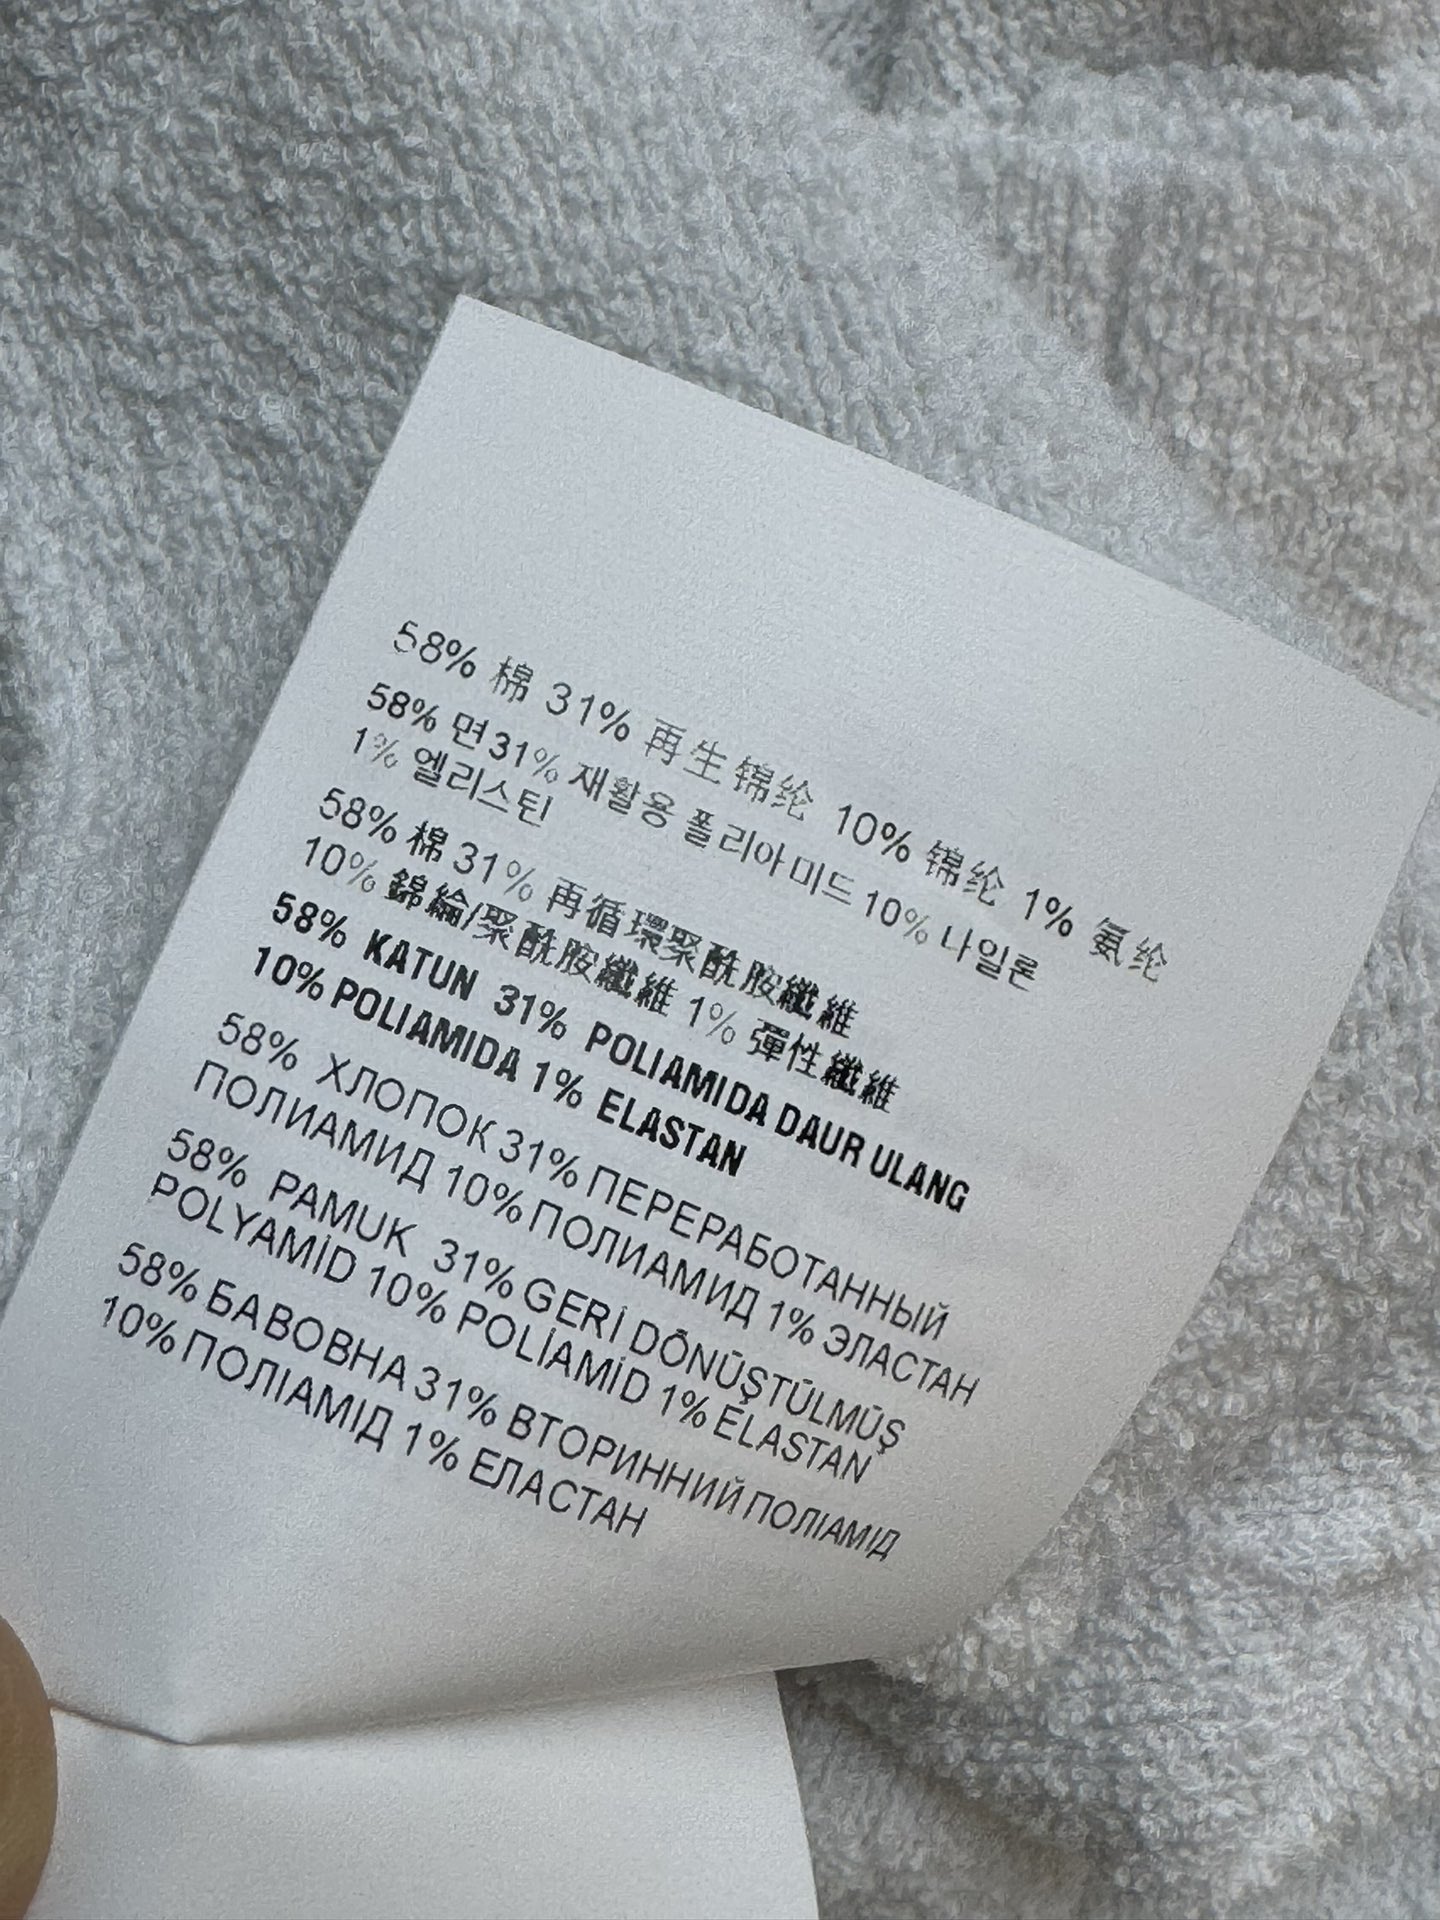 58% 棉 31% 再生锦纶 10% 锦纶 1% 氨纶
58% 면 31% 재활용 폴리아미드 10% 나일론
1% 엘리스틴
58% 棉 31% 再循環聚酰胺纖維
10% 錦綸/聚酰胺纖維 1% 彈性纖維
58% KATUN 31% POLIAMIDA DAUR ULANG
10% POLIAMIDA 1% ELASTAN
58% ХЛОПОК 31% ПЕРЕРАБОТАННЫЙ
ПОЛИАМИД 10% ПОЛИАМИД 1% ЭЛАСТАН
58% PAMUK 31% GERİ DÖNÜŞTÜLMÜŞ
POLYAMİD 10% POLİAMİD 1% ELASTAN
58% БАВОВНА 31% ВТОРИННИЙ ПОЛІАМІД
10% ПОЛІАМІД 1% ЕЛАСТАН